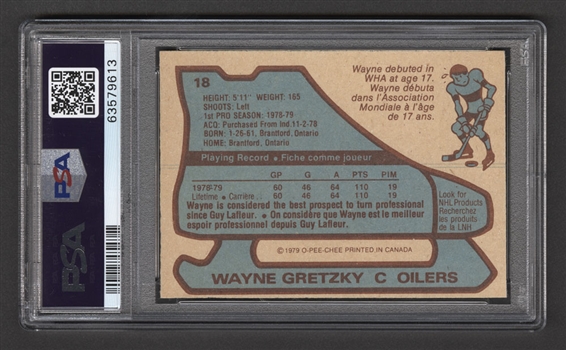 63579613
PSA
PSA
18
HEIGHT: 5'11" WEIGHT: 165
SHOOTS: Left
1st PRO SEASON: 1978-79
ACQ: Purchased From Ind. 11-2-78
BORN: 1-26-61, Brantford, Ontario
HOME: Brantford, Ontario
Wayne debuted in
WHA at age 17.
Wayne débuta
dans l'Association
Mondiale à l'âge
de 17 ans.
Playing Record • Fiche comme joueur
GP G A PTS PIM
1978-79 60 46 64 110 19
Lifetime • Carrière 60 46 64 110 19
Wayne is considered the best prospect to turn professional
since Guy Lafleur. • On considère que Wayne est le meilleur
espoir professionel depuis Guy Lafleur.
Look for
NHL Products
Recherchez
les produits
de la LNH
©1979 O-PEE-CHEE PRINTED IN CANADA
WAYNE GRETZKY C OILERS